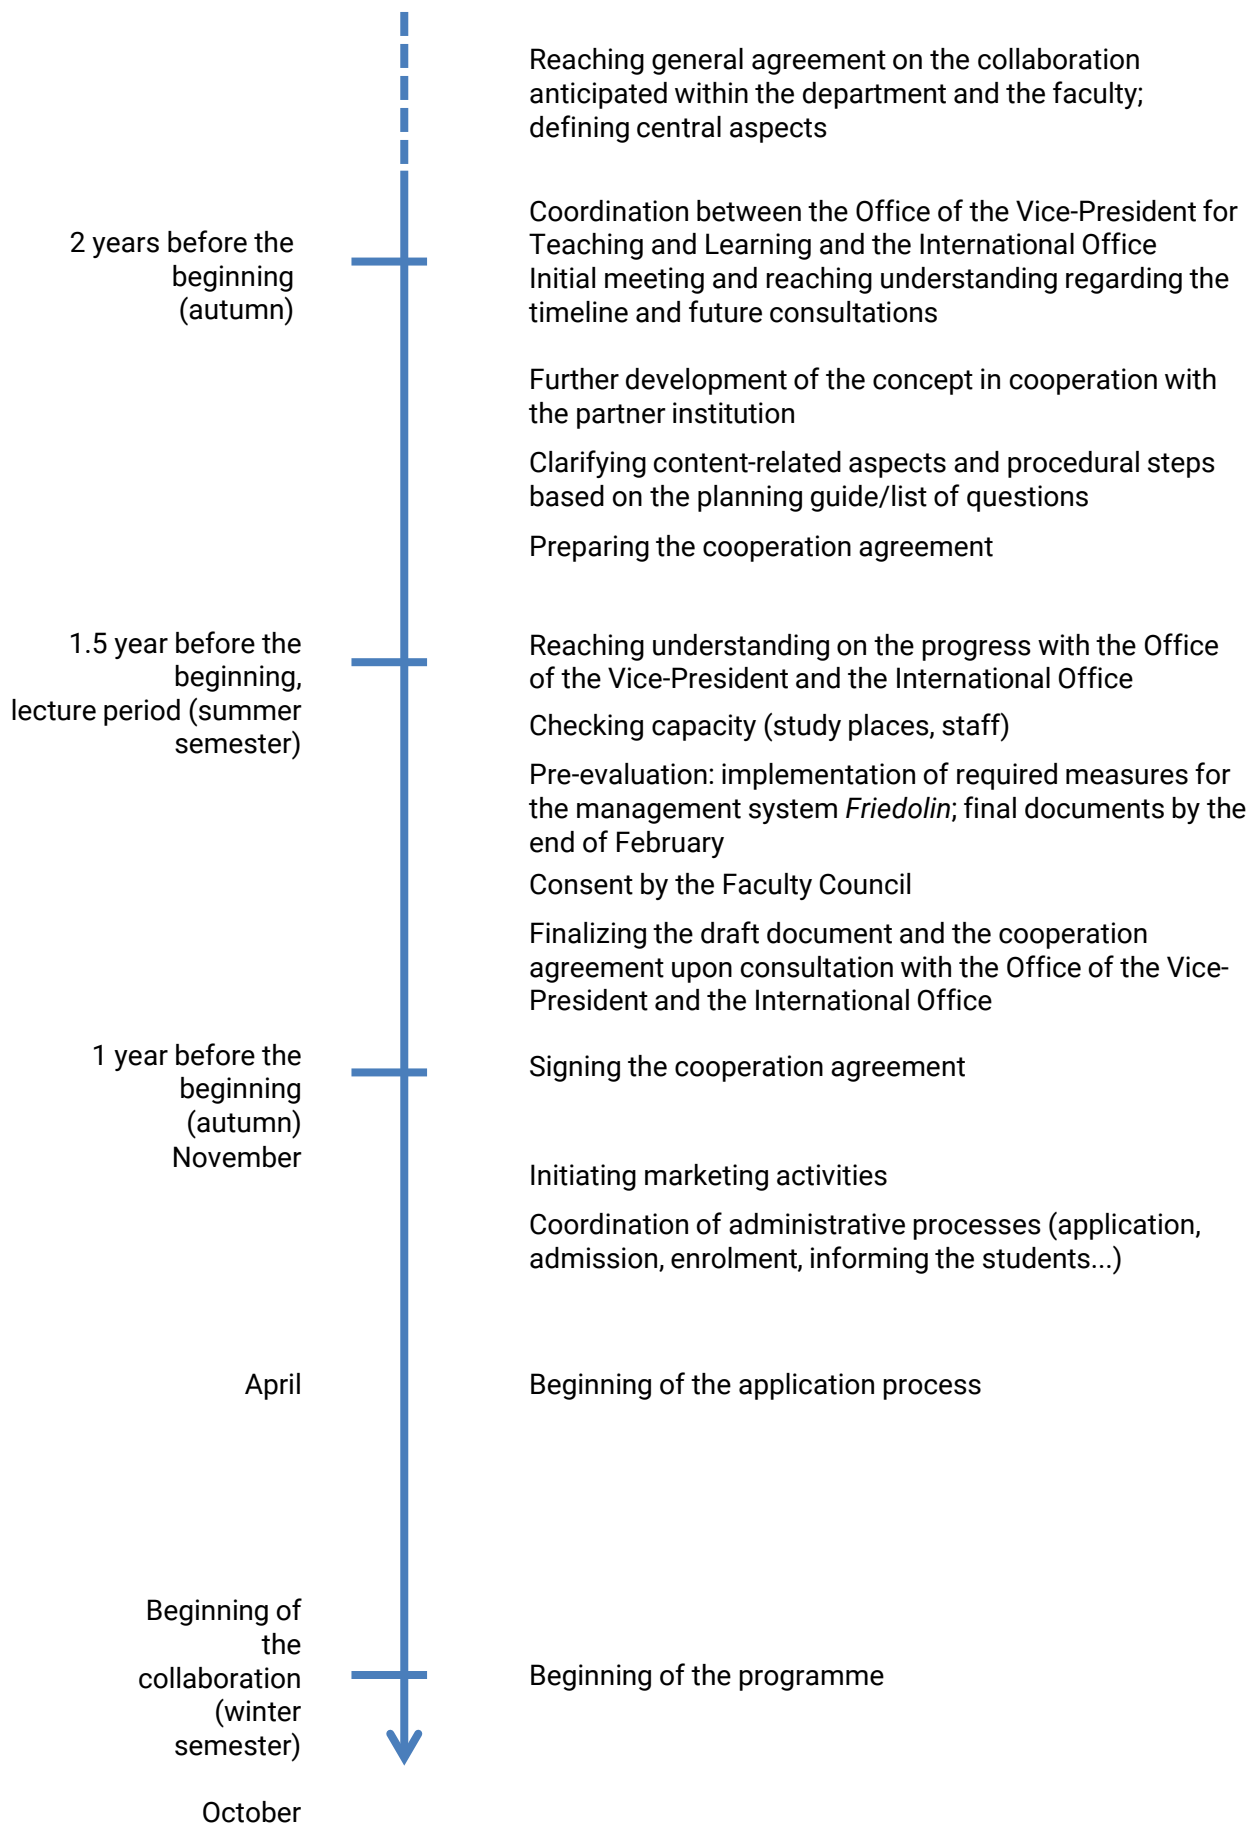 Reaching general agreement on the collaboration
anticipated within the department and the faculty;
defining central aspects
2 years before the
beginning
(autumn)
Coordination between the Office of the Vice-President for
Teaching and Learning and the International Office
Initial meeting and reaching understanding regarding the
timeline and future consultations
Further development of the concept in cooperation with
the partner institution
Clarifying content-related aspects and procedural steps
based on the planning guide/list of questions
Preparing the cooperation agreement
1.5 year before the
beginning,
lecture period (summer
semester)
Reaching understanding on the progress with the Office
of the Vice-President and the International Office
Checking capacity (study places, staff)
Pre-evaluation: implementation of required measures for
the management system Friedolin; final documents by the
end of February
Consent by the Faculty Council
Finalizing the draft document and the cooperation
agreement upon consultation with the Office of the Vice-
President and the International Office
1 year before the
beginning
(autumn)
November
Signing the cooperation agreement
Initiating marketing activities
Coordination of administrative processes (application,
admission, enrolment, informing the students...)
April
Beginning of the application process
Beginning of
the
collaboration
(winter
semester)
Beginning of the programme
October